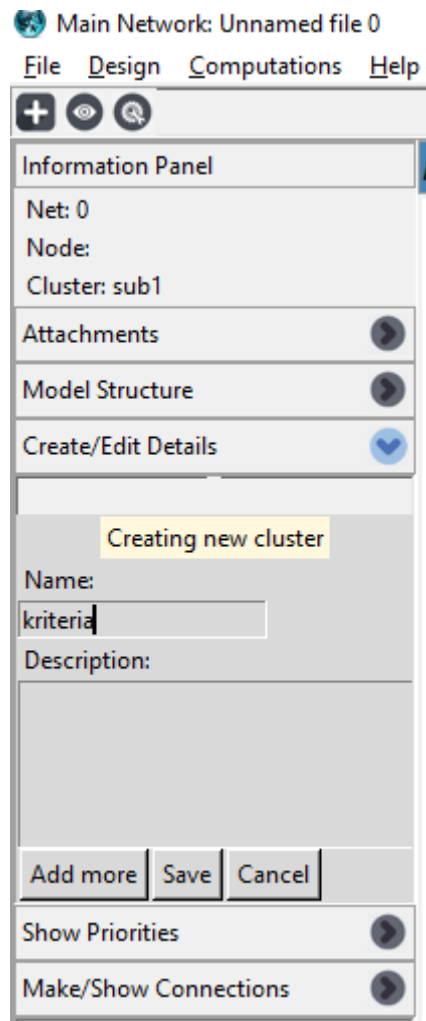 Main Network: Unnamed file 0
File Design Computations Help
Information Panel
Net: 0
Node:
Cluster: sub1
Attachments
Model Structure
Create/Edit Details
Creating new cluster
Name:
kriteria
Description:
Add more Save Cancel
Show Priorities
Make/Show Connections